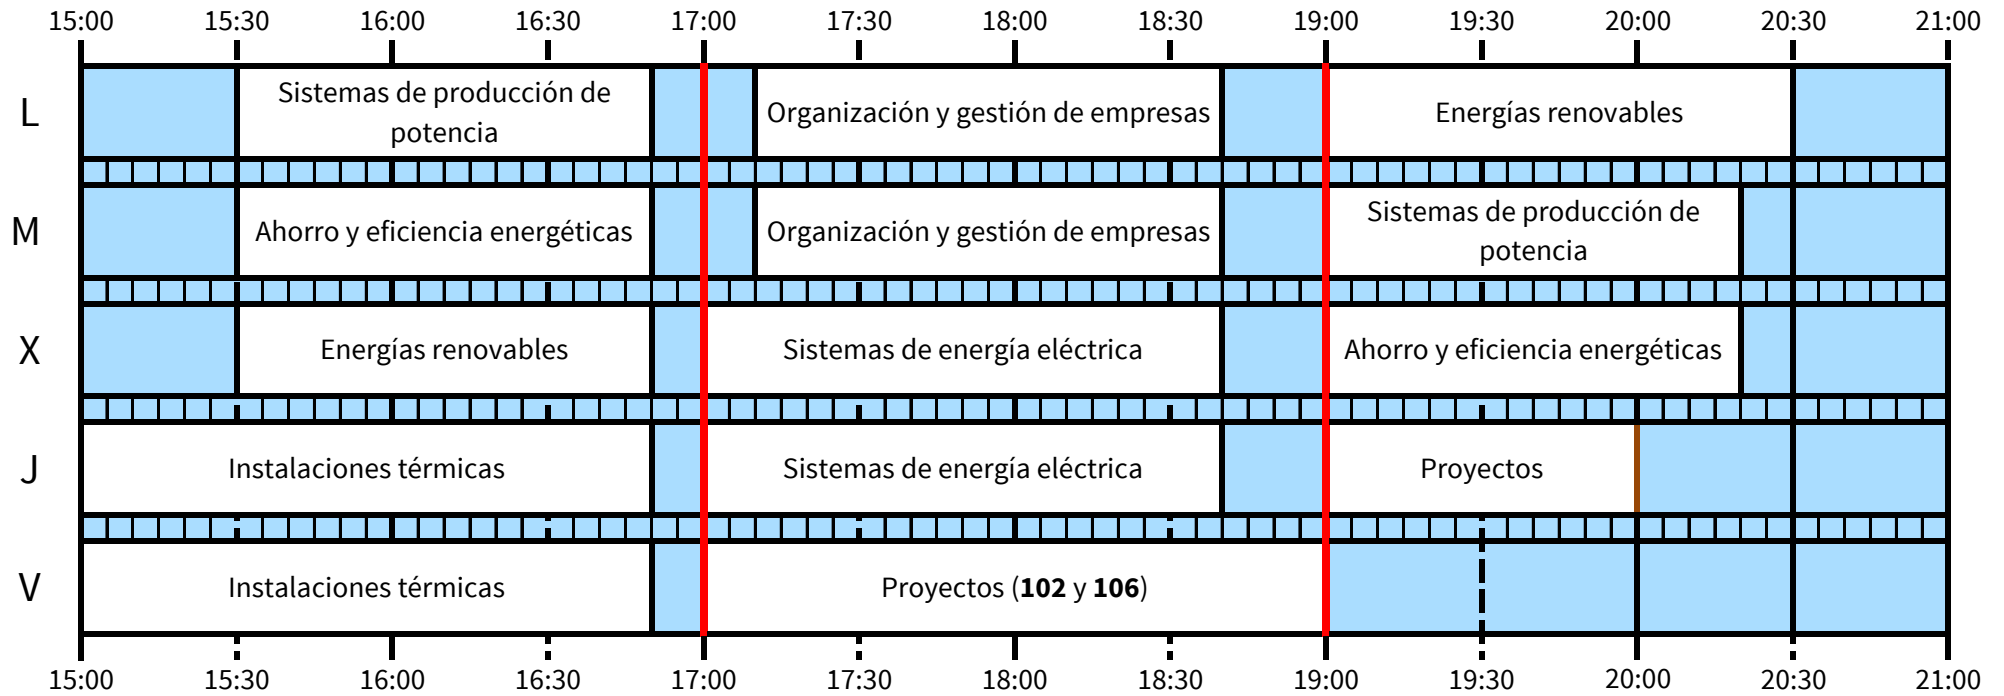 15:00 15:30 16:00 16:30 17:00 17:30 18:00 18:30 19:00 19:30 20:00 20:30 21:00
L
Sistemas de producción de
potencia
Organización y gestión de empresas
Energías renovables
M
Ahorro y eficiencia energéticas
Organización y gestión de empresas
Sistemas de producción de
potencia
X
Energías renovables
Sistemas de energía eléctrica
Ahorro y eficiencia energéticas
J
Instalaciones térmicas
Sistemas de energía eléctrica
Proyectos
V
Instalaciones térmicas
Proyectos (102 y 106)
15:00 15:30 16:00 16:30 17:00 17:30 18:00 18:30 19:00 19:30 20:00 20:30 21:00